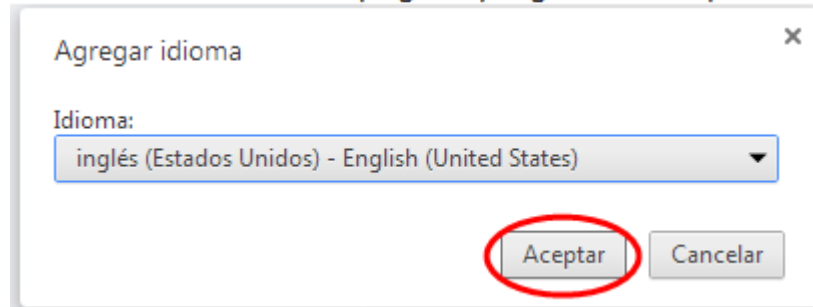 Agregar idioma
Idioma:
inglés (Estados Unidos) - English (United States)
Aceptar Cancelar